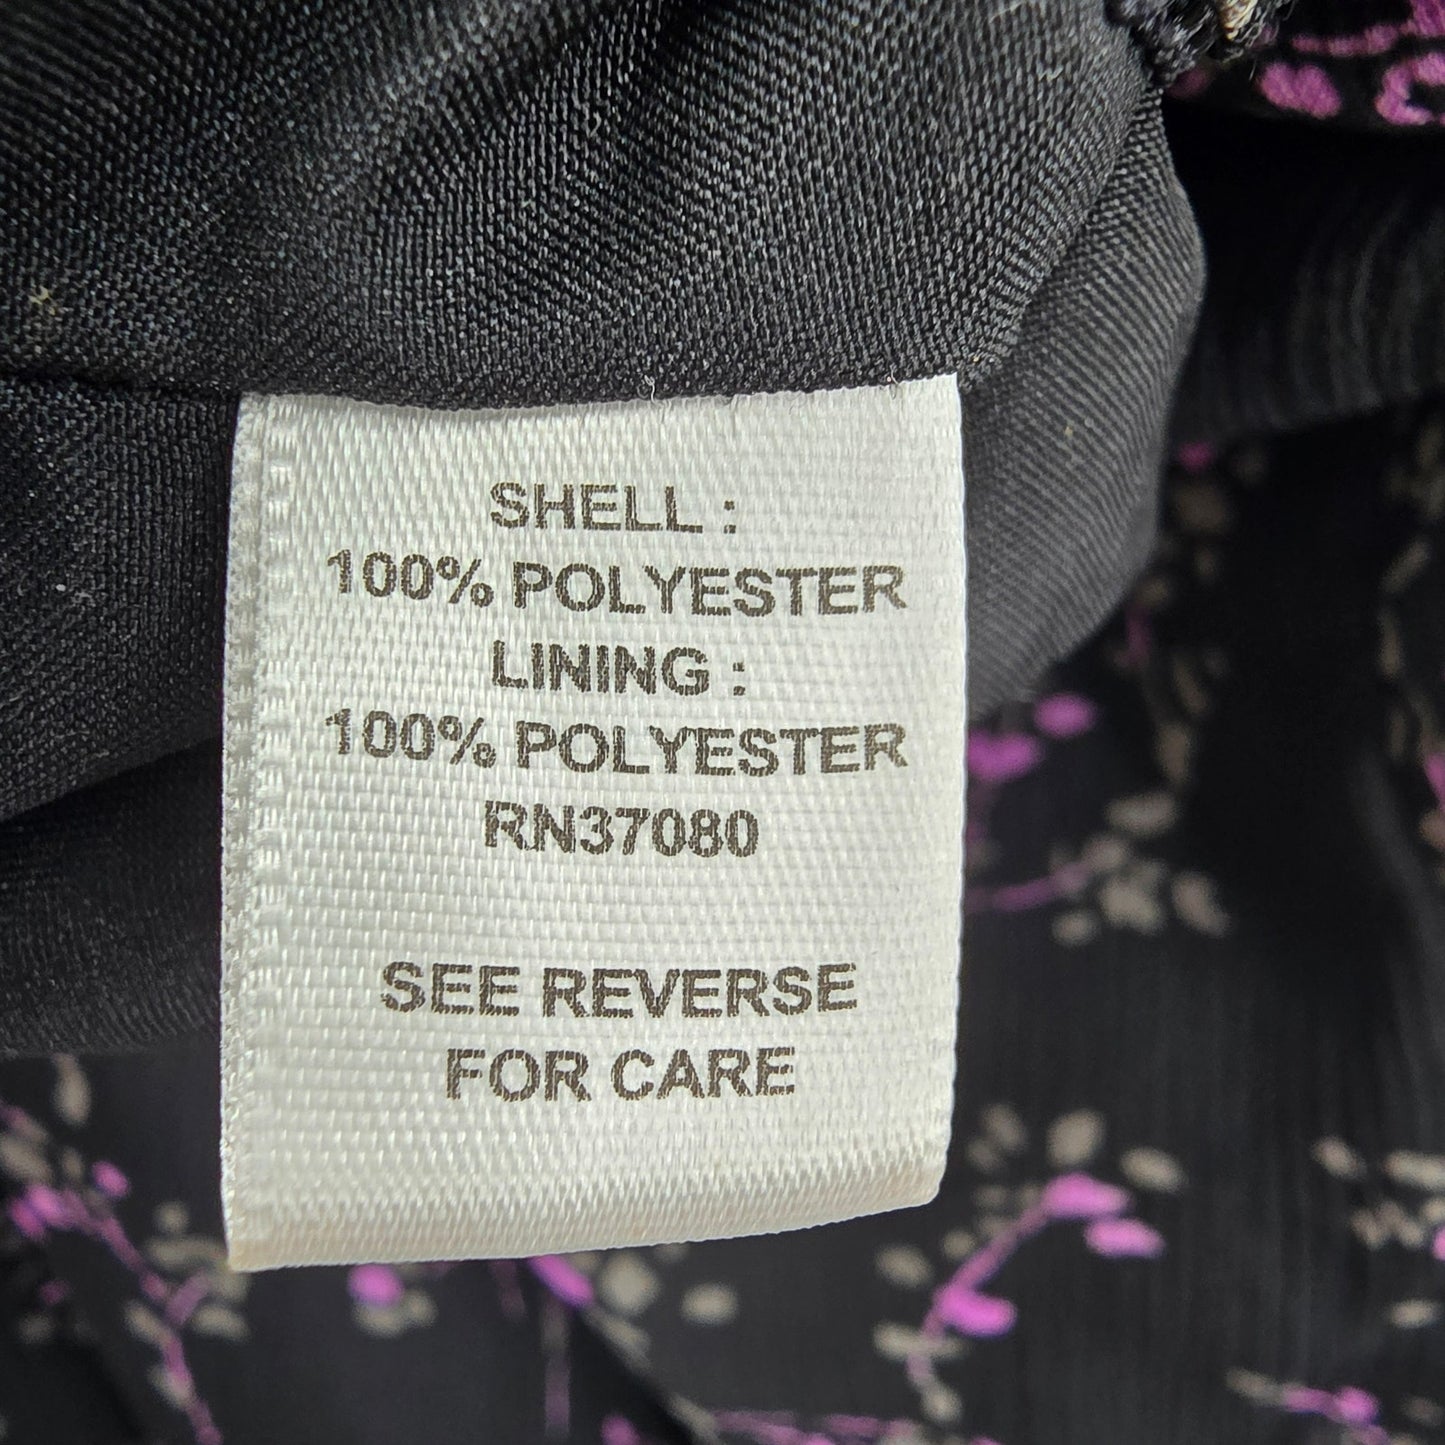 SHELL :
100% POLYESTER
LINING :
100% POLYESTER
RN37080
SEE REVERSE
FOR CARE